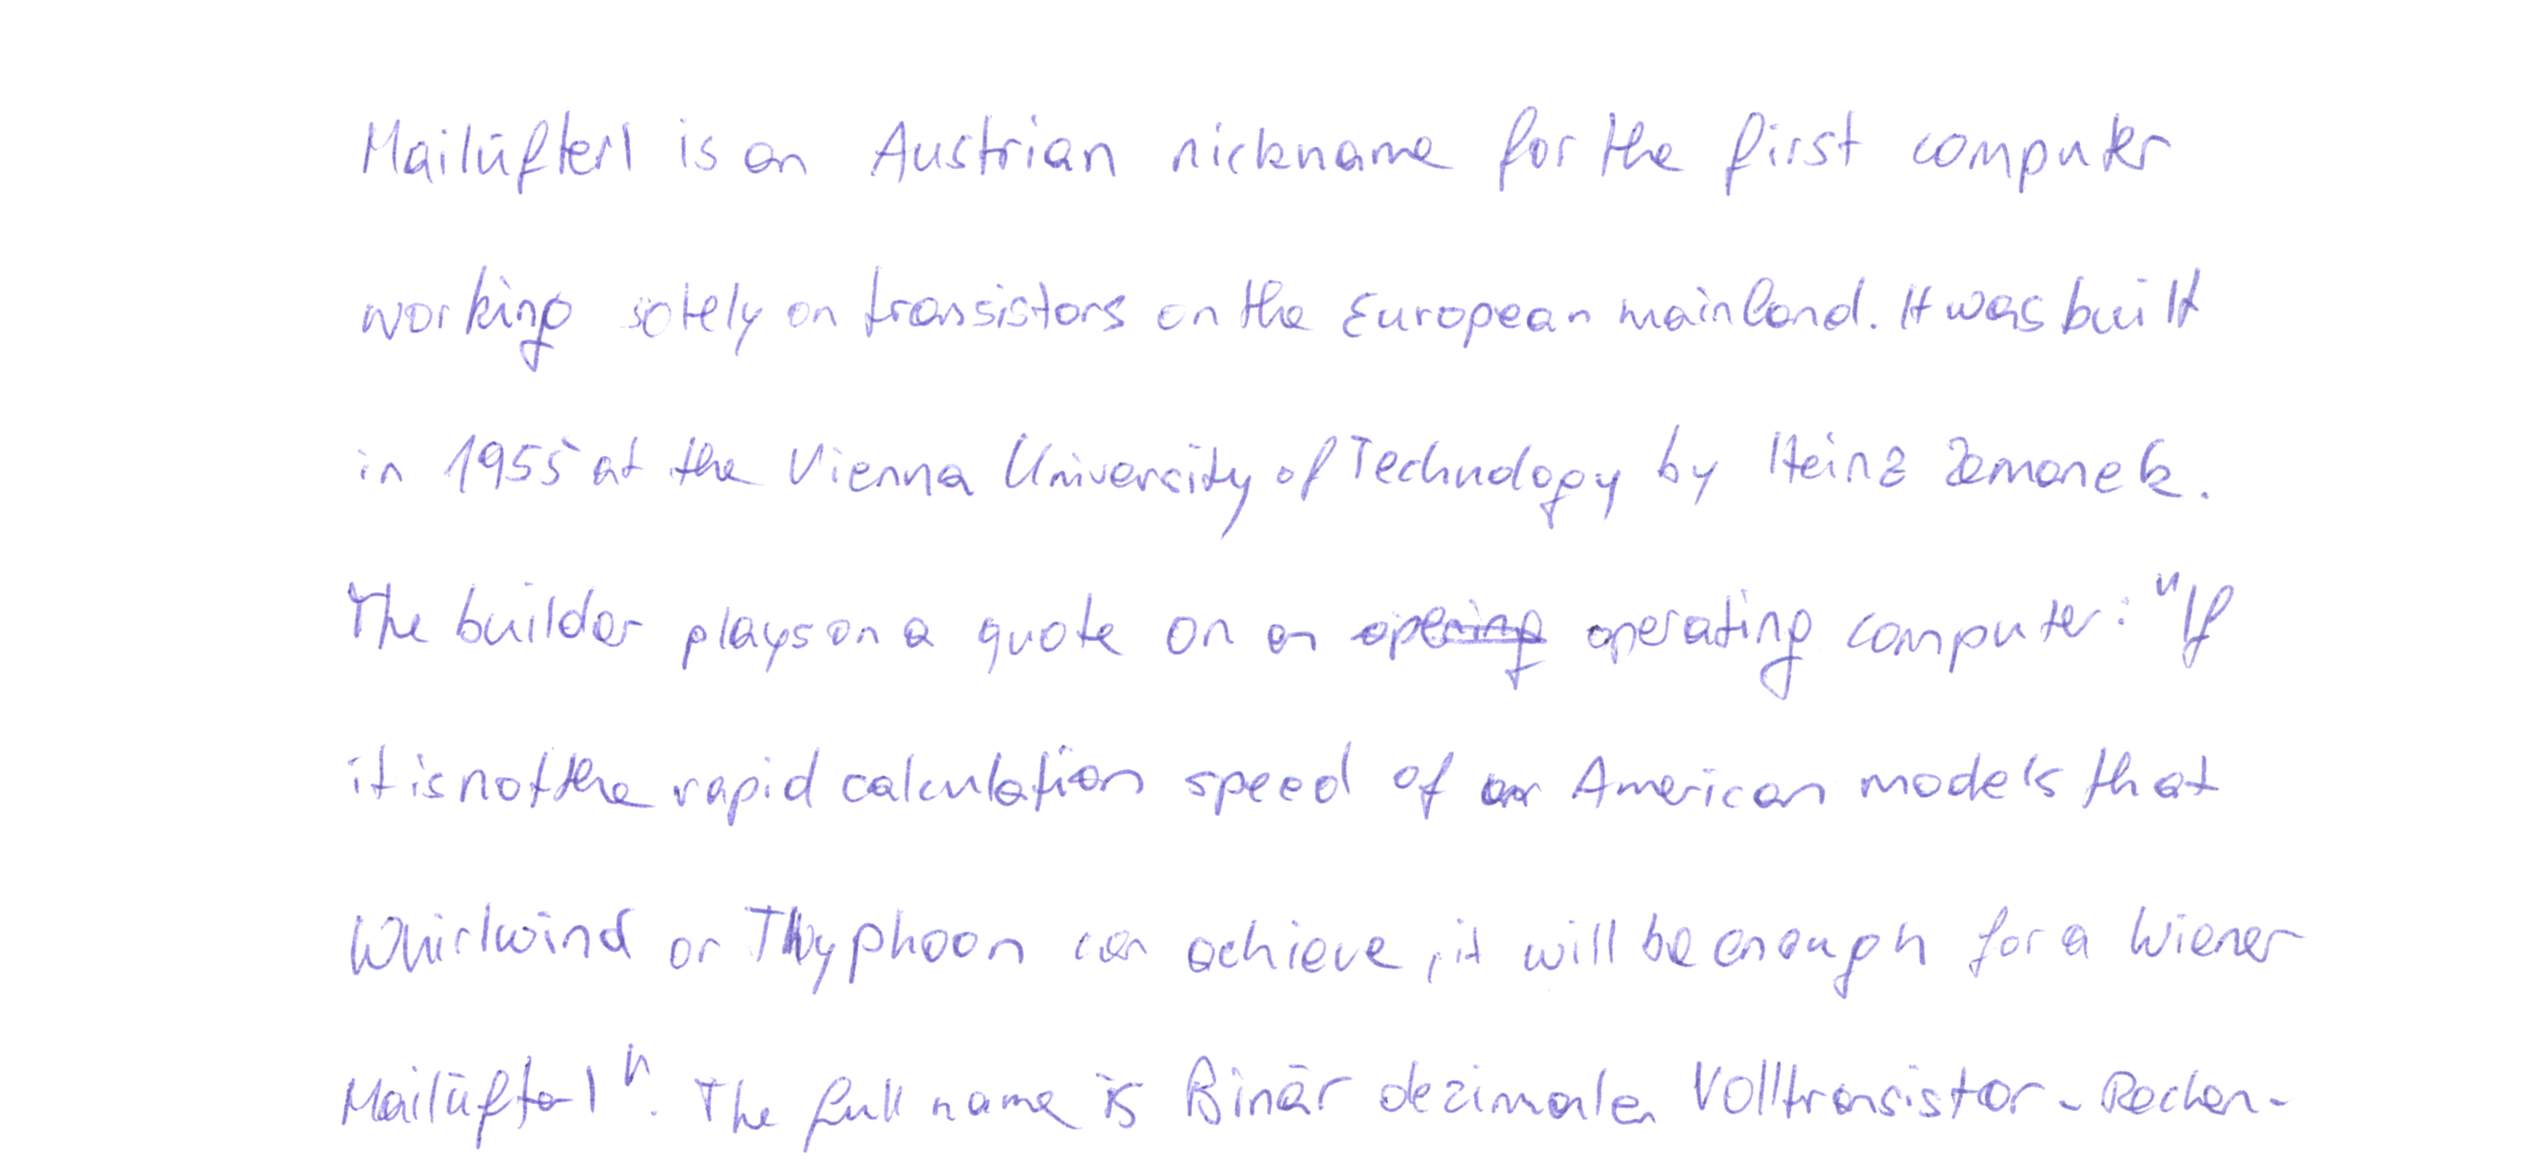 Mailüfterl is an Austrian nickname for the first computer
working solely on transistors on the European mainland. It was built
in 1955 at the Vienna University of Technology by Heinz Zemanek.
The builder plays on a quote on an opering operating computer: "If
it is not the rapid calculation speed of an American models that
Whirlwind or Thyphoon can achieve, it will be enough for a Wiener
Mailüfterl". The full name is Binär dezimaler Volltransistor-Rechen-